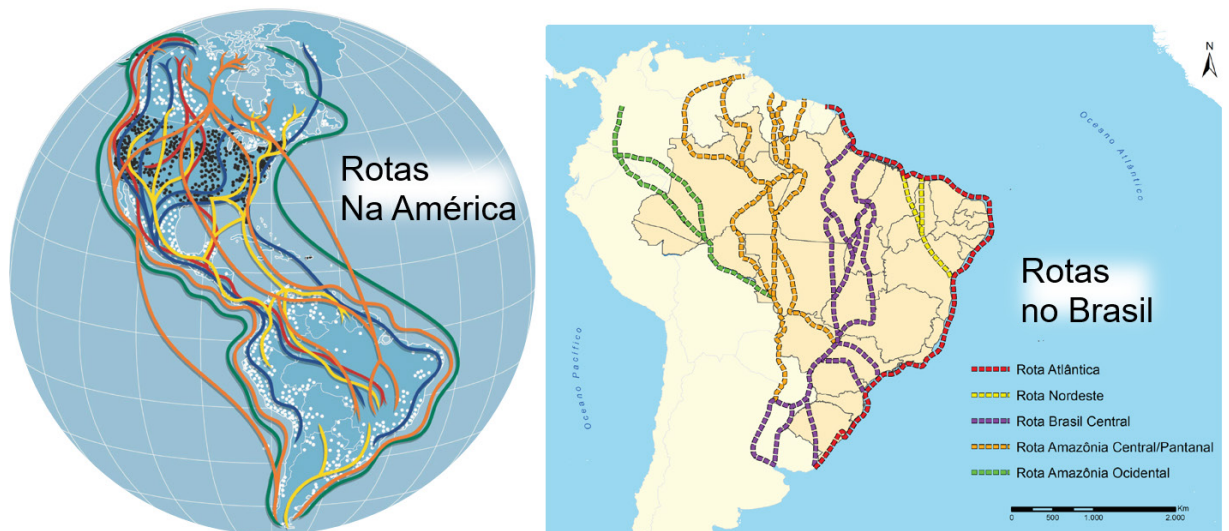 Rotas
Na América
N
Oceano Atlântico
Oceano Pacífico
Rotas
no Brasil
Rota Atlântica
Rota Nordeste
Rota Brasil Central
Rota Amazônia Central/Pantanal
Rota Amazônia Ocidental
Km
0 500 1.000 2.000